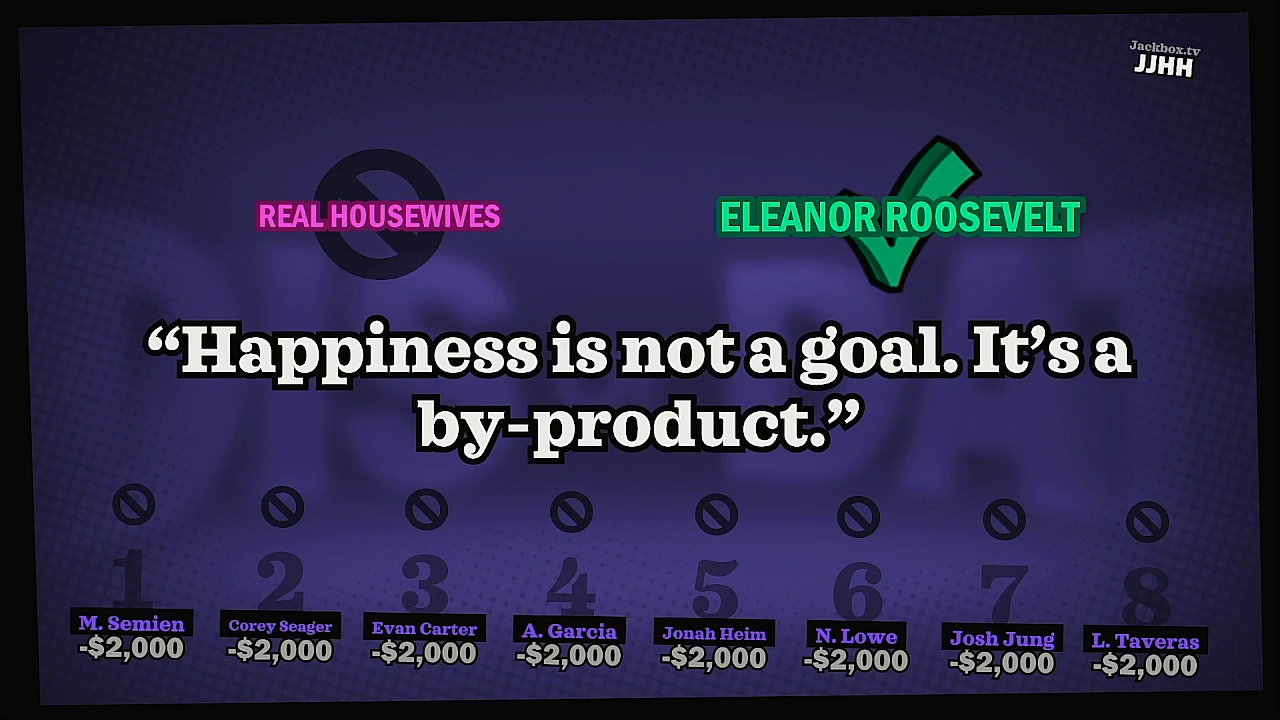 Jackbox.tv
JJHH
REAL HOUSEWIVES
ELEANOR ROOSEVELT
“Happiness is not a goal. It’s a
by-product.”
1 2 3 4 5 6 7 8
M. Semien Corey Seager Evan Carter A. Garcia Jonah Heim N. Lowe Josh Jung L. Taveras
-$2,000 -$2,000 -$2,000 -$2,000 -$2,000 -$2,000 -$2,000 -$2,000